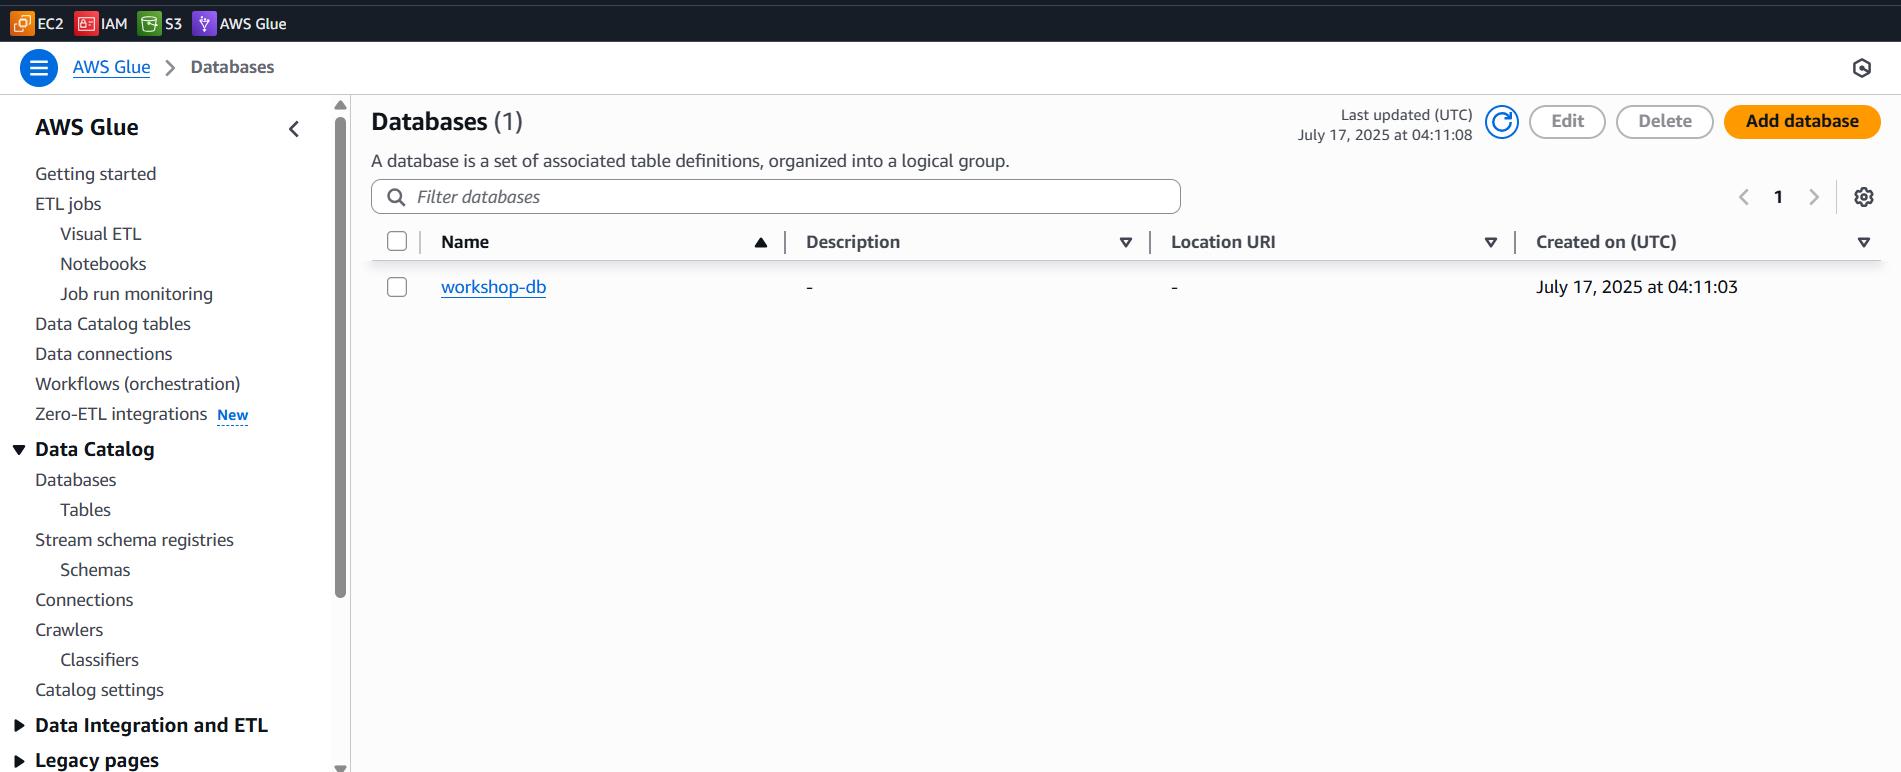 EC2 IAM S3 AWS Glue
AWS Glue Databases
AWS Glue
Getting started
ETL jobs
Visual ETL
Notebooks
Job run monitoring
Data Catalog tables
Data connections
Workflows (orchestration)
Zero-ETL integrations New
Data Catalog
Databases
Tables
Stream schema registries
Schemas
Connections
Crawlers
Classifiers
Catalog settings
Data Integration and ETL
Legacy pages
Databases (1)
Last updated (UTC)
July 17, 2025 at 04:11:08
Edit Delete Add database
A database is a set of associated table definitions, organized into a logical group.
Filter databases
1
Name Description Location URI Created on (UTC)
workshop-db - - July 17, 2025 at 04:11:03